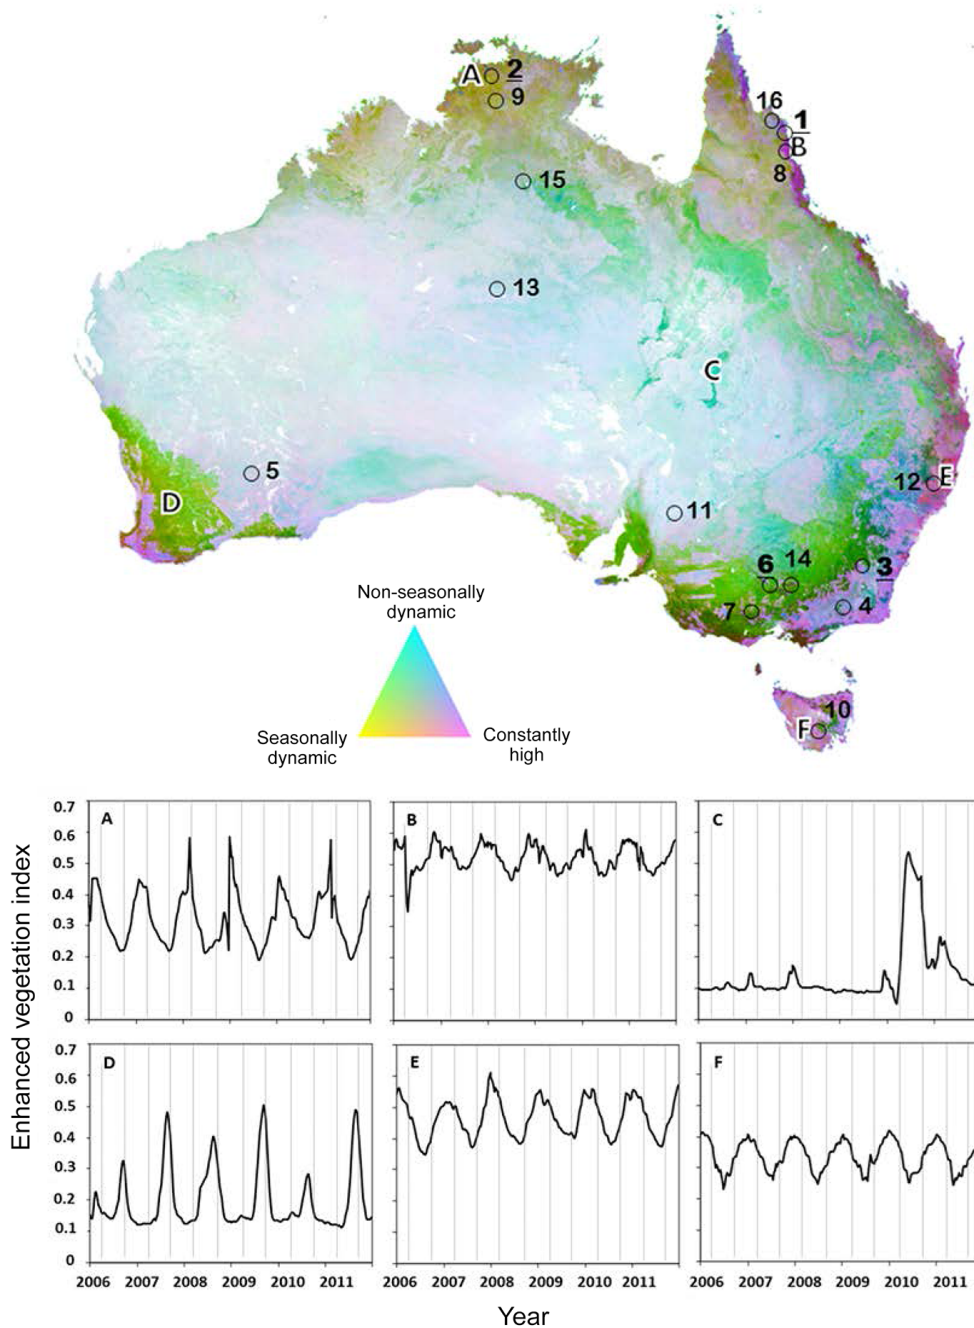 A 2
9
16
1
B
8
15
13
C
5
D
12 E
11
6 14
3
7
4
Non-seasonally
dynamic
Seasonally
dynamic
Constantly
high
10
F
Enhanced vegetation index
0.7
0.6
0.5
0.4
0.3
0.2
0.1
0
A
B
C
0.7
0.6
0.5
0.4
0.3
0.2
0.1
0
D
E
F
2006 2007 2008 2009 2010 2011
2006 2007 2008 2009 2010 2011
2006 2007 2008 2009 2010 2011
Year